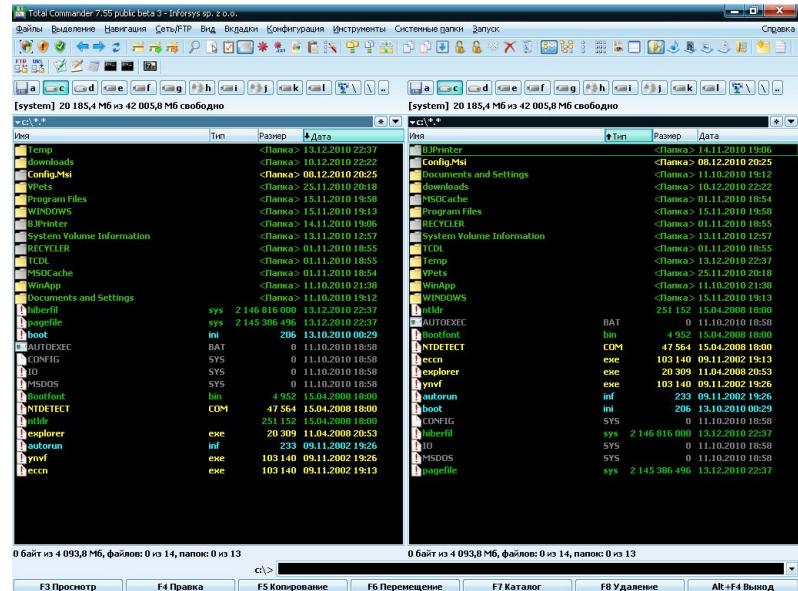 Total Commander 7.55 public beta 3 - Inforsys sp. z o.o.
Файлы Выделение Навигация Сеть/FTP Вид Вкладки Конфигурация Инструменты Системные папки Запуск Справка
FTP URL
a c d e f g h i j k l \ \ ..
a c d e f g h i j k l \ \ ..
[system] 20 185,4 Мб из 42 005,8 Мб свободно
[system] 20 185,4 Мб из 42 005,8 Мб свободно
c:\*.* * ▼
c:\*.* * ▼
Имя Тип Размер Дата
Temp <Папка> 13.12.2010 22:37
downloads <Папка> 10.12.2010 22:22
Config.Msi <Папка> 08.12.2010 20:25
VPets <Папка> 25.11.2010 20:18
Program Files <Папка> 15.11.2010 19:58
WINDOWS <Папка> 15.11.2010 19:13
BJPrinter <Папка> 14.11.2010 19:06
System Volume Information <Папка> 13.11.2010 12:57
RECYCLER <Папка> 01.11.2010 18:55
TCDL <Папка> 01.11.2010 18:55
MSOCache <Папка> 01.11.2010 18:54
WinApp <Папка> 11.10.2010 21:38
Documents and Settings <Папка> 11.10.2010 19:12
hiberfil sys 2 146 816 000 13.12.2010 22:37
pagefile sys 2 145 386 496 13.12.2010 22:37
boot ini 206 13.10.2010 00:29
AUTOEXEC BAT 0 11.10.2010 18:58
CONFIG SYS 0 11.10.2010 18:58
IO SYS 0 11.10.2010 18:58
MSDOS SYS 0 11.10.2010 18:58
Bootfont bin 4 952 15.04.2008 18:00
NTDETECT COM 47 564 15.04.2008 18:00
ntldr 251 152 15.04.2008 18:00
explorer exe 20 309 11.04.2008 20:53
autorun inf 233 09.11.2002 19:26
ynvf exe 103 140 09.11.2002 19:26
eccn exe 103 140 09.11.2002 19:13
Имя Тип Размер Дата
BJPrinter <Папка> 14.11.2010 19:06
Config.Msi <Папка> 08.12.2010 20:25
Documents and Settings <Папка> 11.10.2010 19:12
downloads <Папка> 10.12.2010 22:22
MSOCache <Папка> 01.11.2010 18:54
Program Files <Папка> 15.11.2010 19:58
RECYCLER <Папка> 01.11.2010 18:55
System Volume Information <Папка> 13.11.2010 12:57
TCDL <Папка> 01.11.2010 18:55
Temp <Папка> 13.12.2010 22:37
VPets <Папка> 25.11.2010 20:18
WinApp <Папка> 11.10.2010 21:38
WINDOWS <Папка> 15.11.2010 19:13
ntldr 251 152 15.04.2008 18:00
AUTOEXEC BAT 0 11.10.2010 18:58
Bootfont bin 4 952 15.04.2008 18:00
NTDETECT COM 47 564 15.04.2008 18:00
eccn exe 103 140 09.11.2002 19:13
explorer exe 20 309 11.04.2008 20:53
ynvf exe 103 140 09.11.2002 19:26
autorun inf 233 09.11.2002 19:26
boot ini 206 13.10.2010 00:29
CONFIG SYS 0 11.10.2010 18:58
hiberfil sys 2 146 816 000 13.12.2010 22:37
IO SYS 0 11.10.2010 18:58
MSDOS SYS 0 11.10.2010 18:58
pagefile sys 2 145 386 496 13.12.2010 22:37
0 байт из 4 093,8 Мб, файлов: 0 из 14, папок: 0 из 13
0 байт из 4 093,8 Мб, файлов: 0 из 14, папок: 0 из 13
c:\>
F3 Просмотр F4 Правка F5 Копирование F6 Перемещение F7 Каталог F8 Удаление Alt+F4 Выход